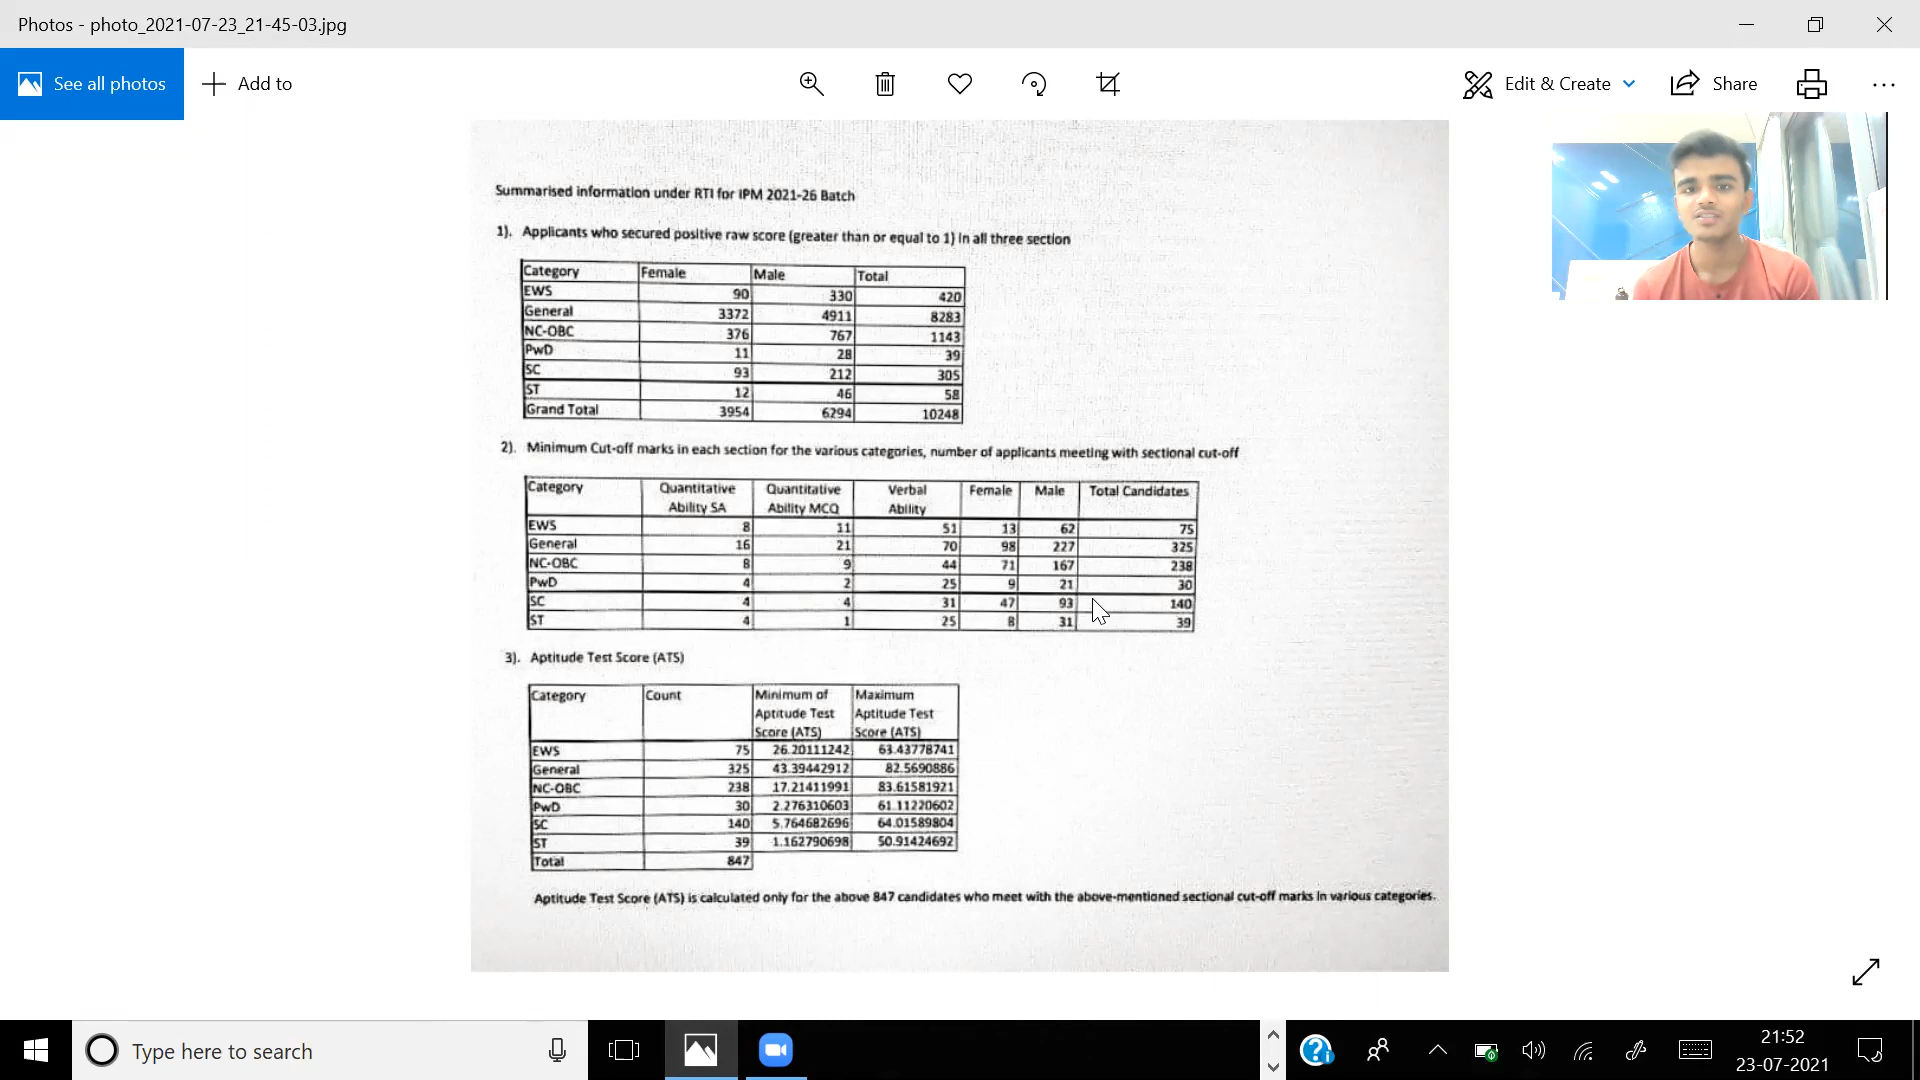 Photos - photo_2021-07-23_21-45-03.jpg
See all photos
Add to
Edit & Create
Share
Summarised information under RTI for IPM 2021-26 Batch
1). Applicants who secured positive raw score (greater than or equal to 1) in all three section
Category Female Male Total
EWS 90 330 420
General 3372 4911 8283
NC-OBC 376 767 1143
PwD 11 28 39
SC 93 212 305
ST 12 46 58
Grand Total 3954 6294 10248
2). Minimum Cut-off marks in each section for the various categories, number of applicants meeting with sectional cut-off
Category Quantitative Quantitative Verbal Female Male Total Candidates
Ability SA Ability MCQ Ability
EWS 8 11 51 13 62 75
General 16 21 70 98 227 325
NC-OBC 8 9 44 71 167 238
PwD 4 2 25 9 21 30
SC 4 4 31 47 93 140
ST 4 1 25 8 31 39
3). Aptitude Test Score (ATS)
Category Count Minimum of Maximum
Aptitude Test Aptitude Test
Score (ATS) Score (ATS)
EWS 75 26.20111242 63.43778741
General 325 43.39442912 82.5690886
NC-OBC 238 17.21411991 83.61581921
PwD 30 2.276310603 61.11220602
SC 140 5.764682696 64.01589804
ST 39 1.162790698 50.91424692
Total 847
Aptitude Test Score (ATS) is calculated only for the above 847 candidates who meet with the above-mentioned sectional cut-off marks in various categories.
Type here to search
21:52
23-07-2021